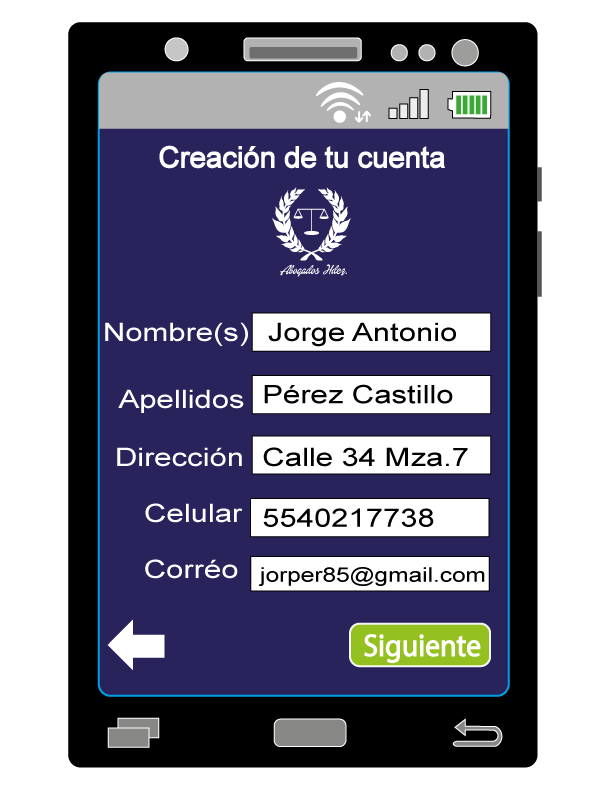 Creación de tu cuenta
Abogados Hdez.
Nombre(s) Jorge Antonio
Apellidos Pérez Castillo
Dirección Calle 34 Mza.7
Celular 5540217738
Corréo jorper85@gmail.com
Siguiente